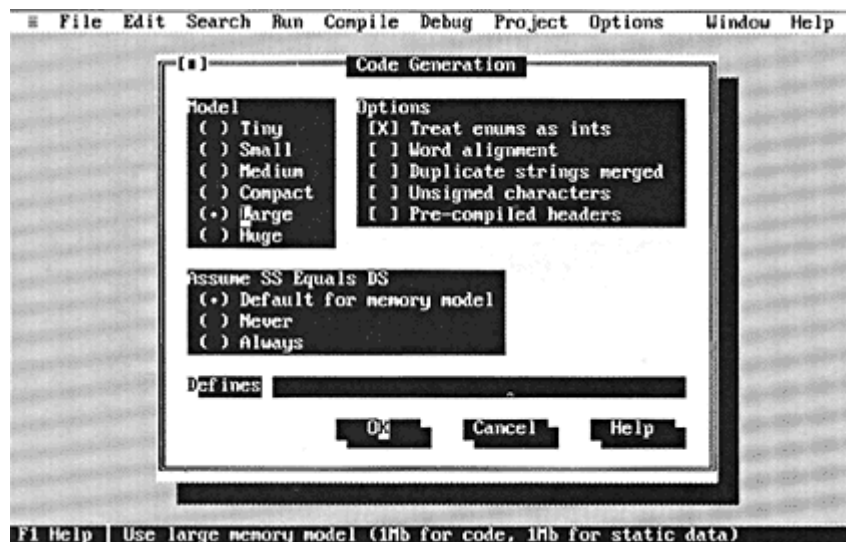 ≡ File Edit Search Run Compile Debug Project Options Window Help
[■] Code Generation
Model
( ) Tiny
( ) Small
( ) Medium
( ) Compact
(•) Large
( ) Huge
Options
[X] Treat enums as ints
[ ] Word alignment
[ ] Duplicate strings merged
[ ] Unsigned characters
[ ] Pre-compiled headers
Assume SS Equals DS
(•) Default for memory model
( ) Never
( ) Always
Defines
OK Cancel Help
F1 Help | Use large memory model (1Mb for code, 1Mb for static data)